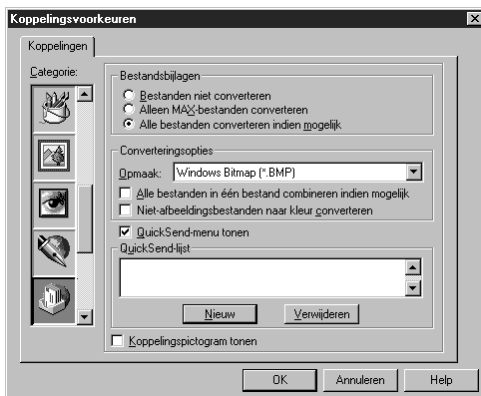 Koppelingsvoorkeuren
Koppelingen
Categorie:
Bestandsbijlagen
Bestanden niet converteren
Alleen MAX-bestanden converteren
Alle bestanden converteren indien mogelijk
Converteringsopties
Opmaak: Windows Bitmap (*.BMP)
Alle bestanden in één bestand combineren indien mogelijk
Niet-afbeeldingsbestanden naar kleur converteren
QuickSend-menu tonen
QuickSend-lijst
Nieuw Verwijderen
Koppelingspictogram tonen
OK Annuleren Help